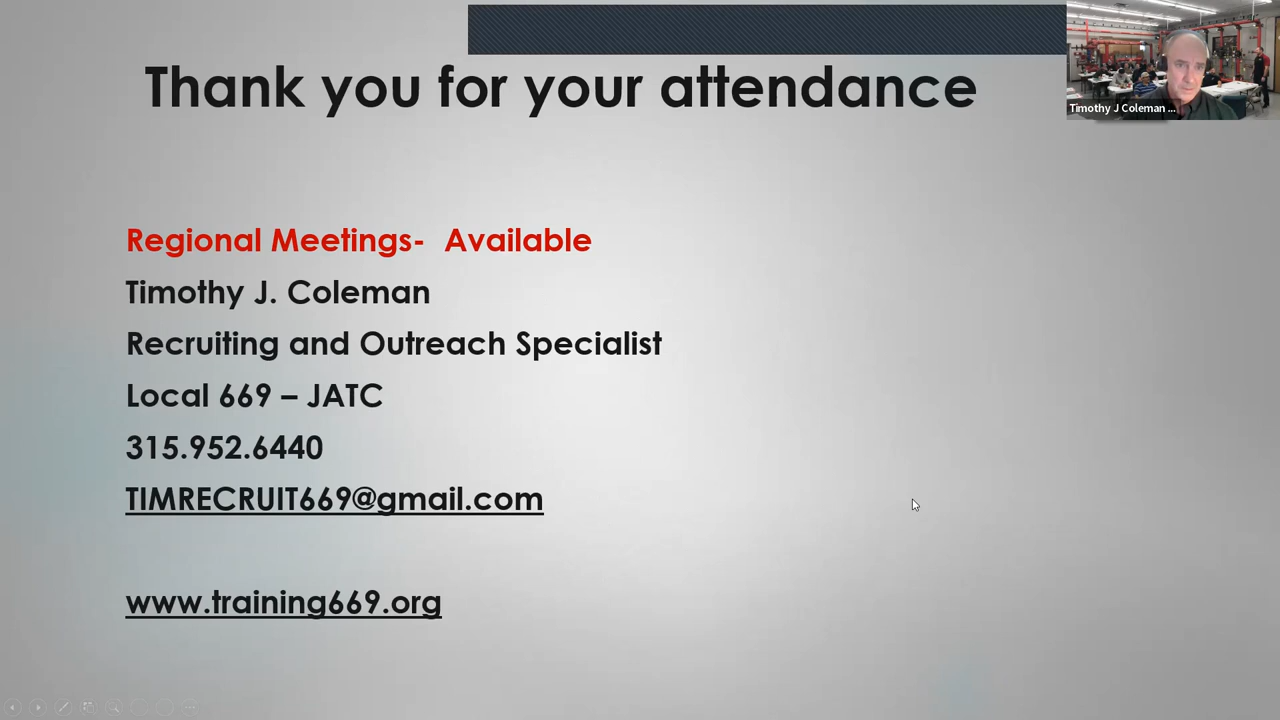 Thank you for your attendance
Timothy J Coleman ...
Regional Meetings- Available
Timothy J. Coleman
Recruiting and Outreach Specialist
Local 669 – JATC
315.952.6440
TIMRECRUIT669@gmail.com
www.training669.org